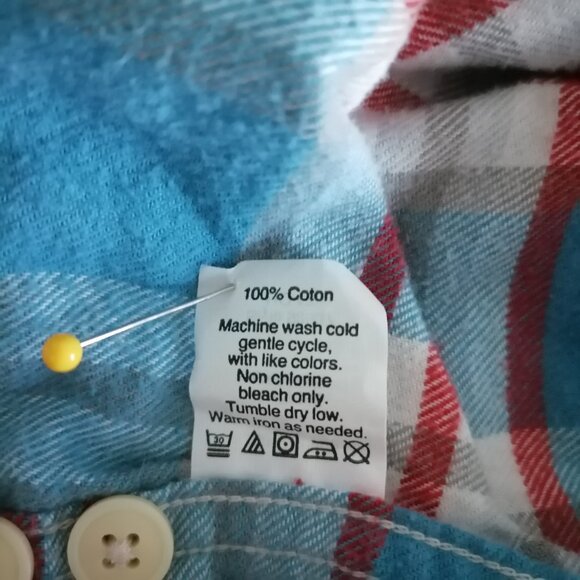 100% Coton
Machine wash cold
gentle cycle,
with like colors.
Non chlorine
bleach only.
Tumble dry low.
Warm iron as needed.
30